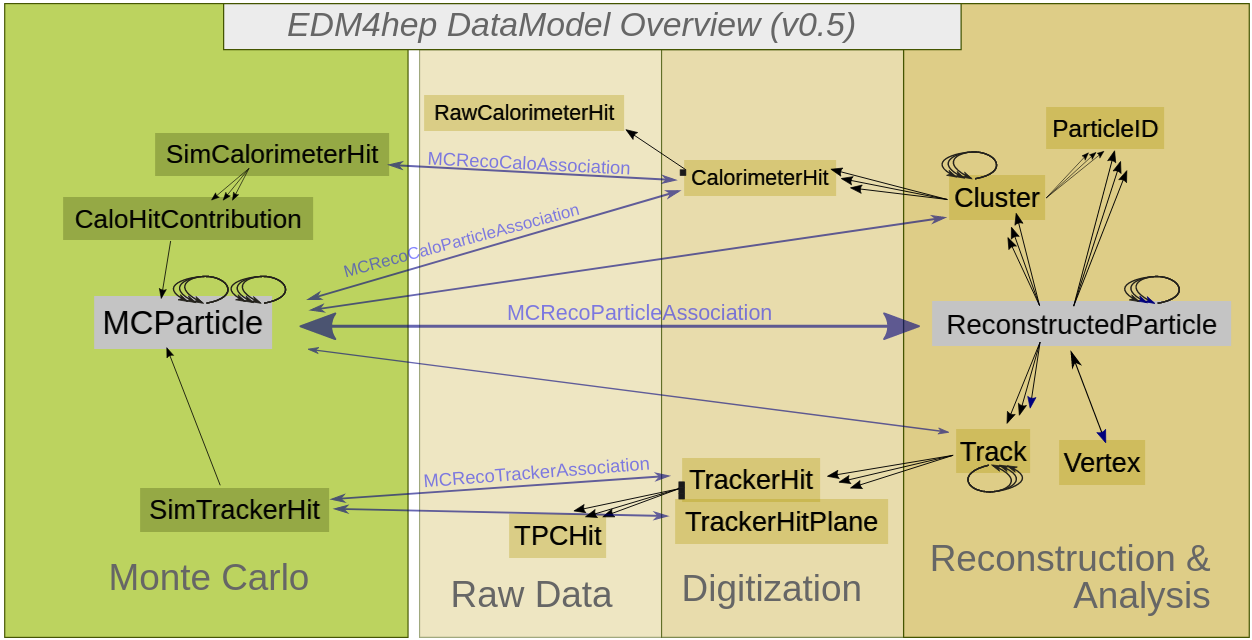 EDM4hep DataModel Overview (v0.5)
RawCalorimeterHit
ParticleID
SimCalorimeterHit
MCRecoCaloAssociation
CalorimeterHit
Cluster
CaloHitContribution
MCRecoCaloParticleAssociation
MCParticle
MCRecoParticleAssociation
ReconstructedParticle
Track
Vertex
MCRecoTrackerAssociation
TrackerHit
SimTrackerHit
TrackerHitPlane
TPCHit
Monte Carlo
Raw Data
Digitization
Reconstruction &
Analysis